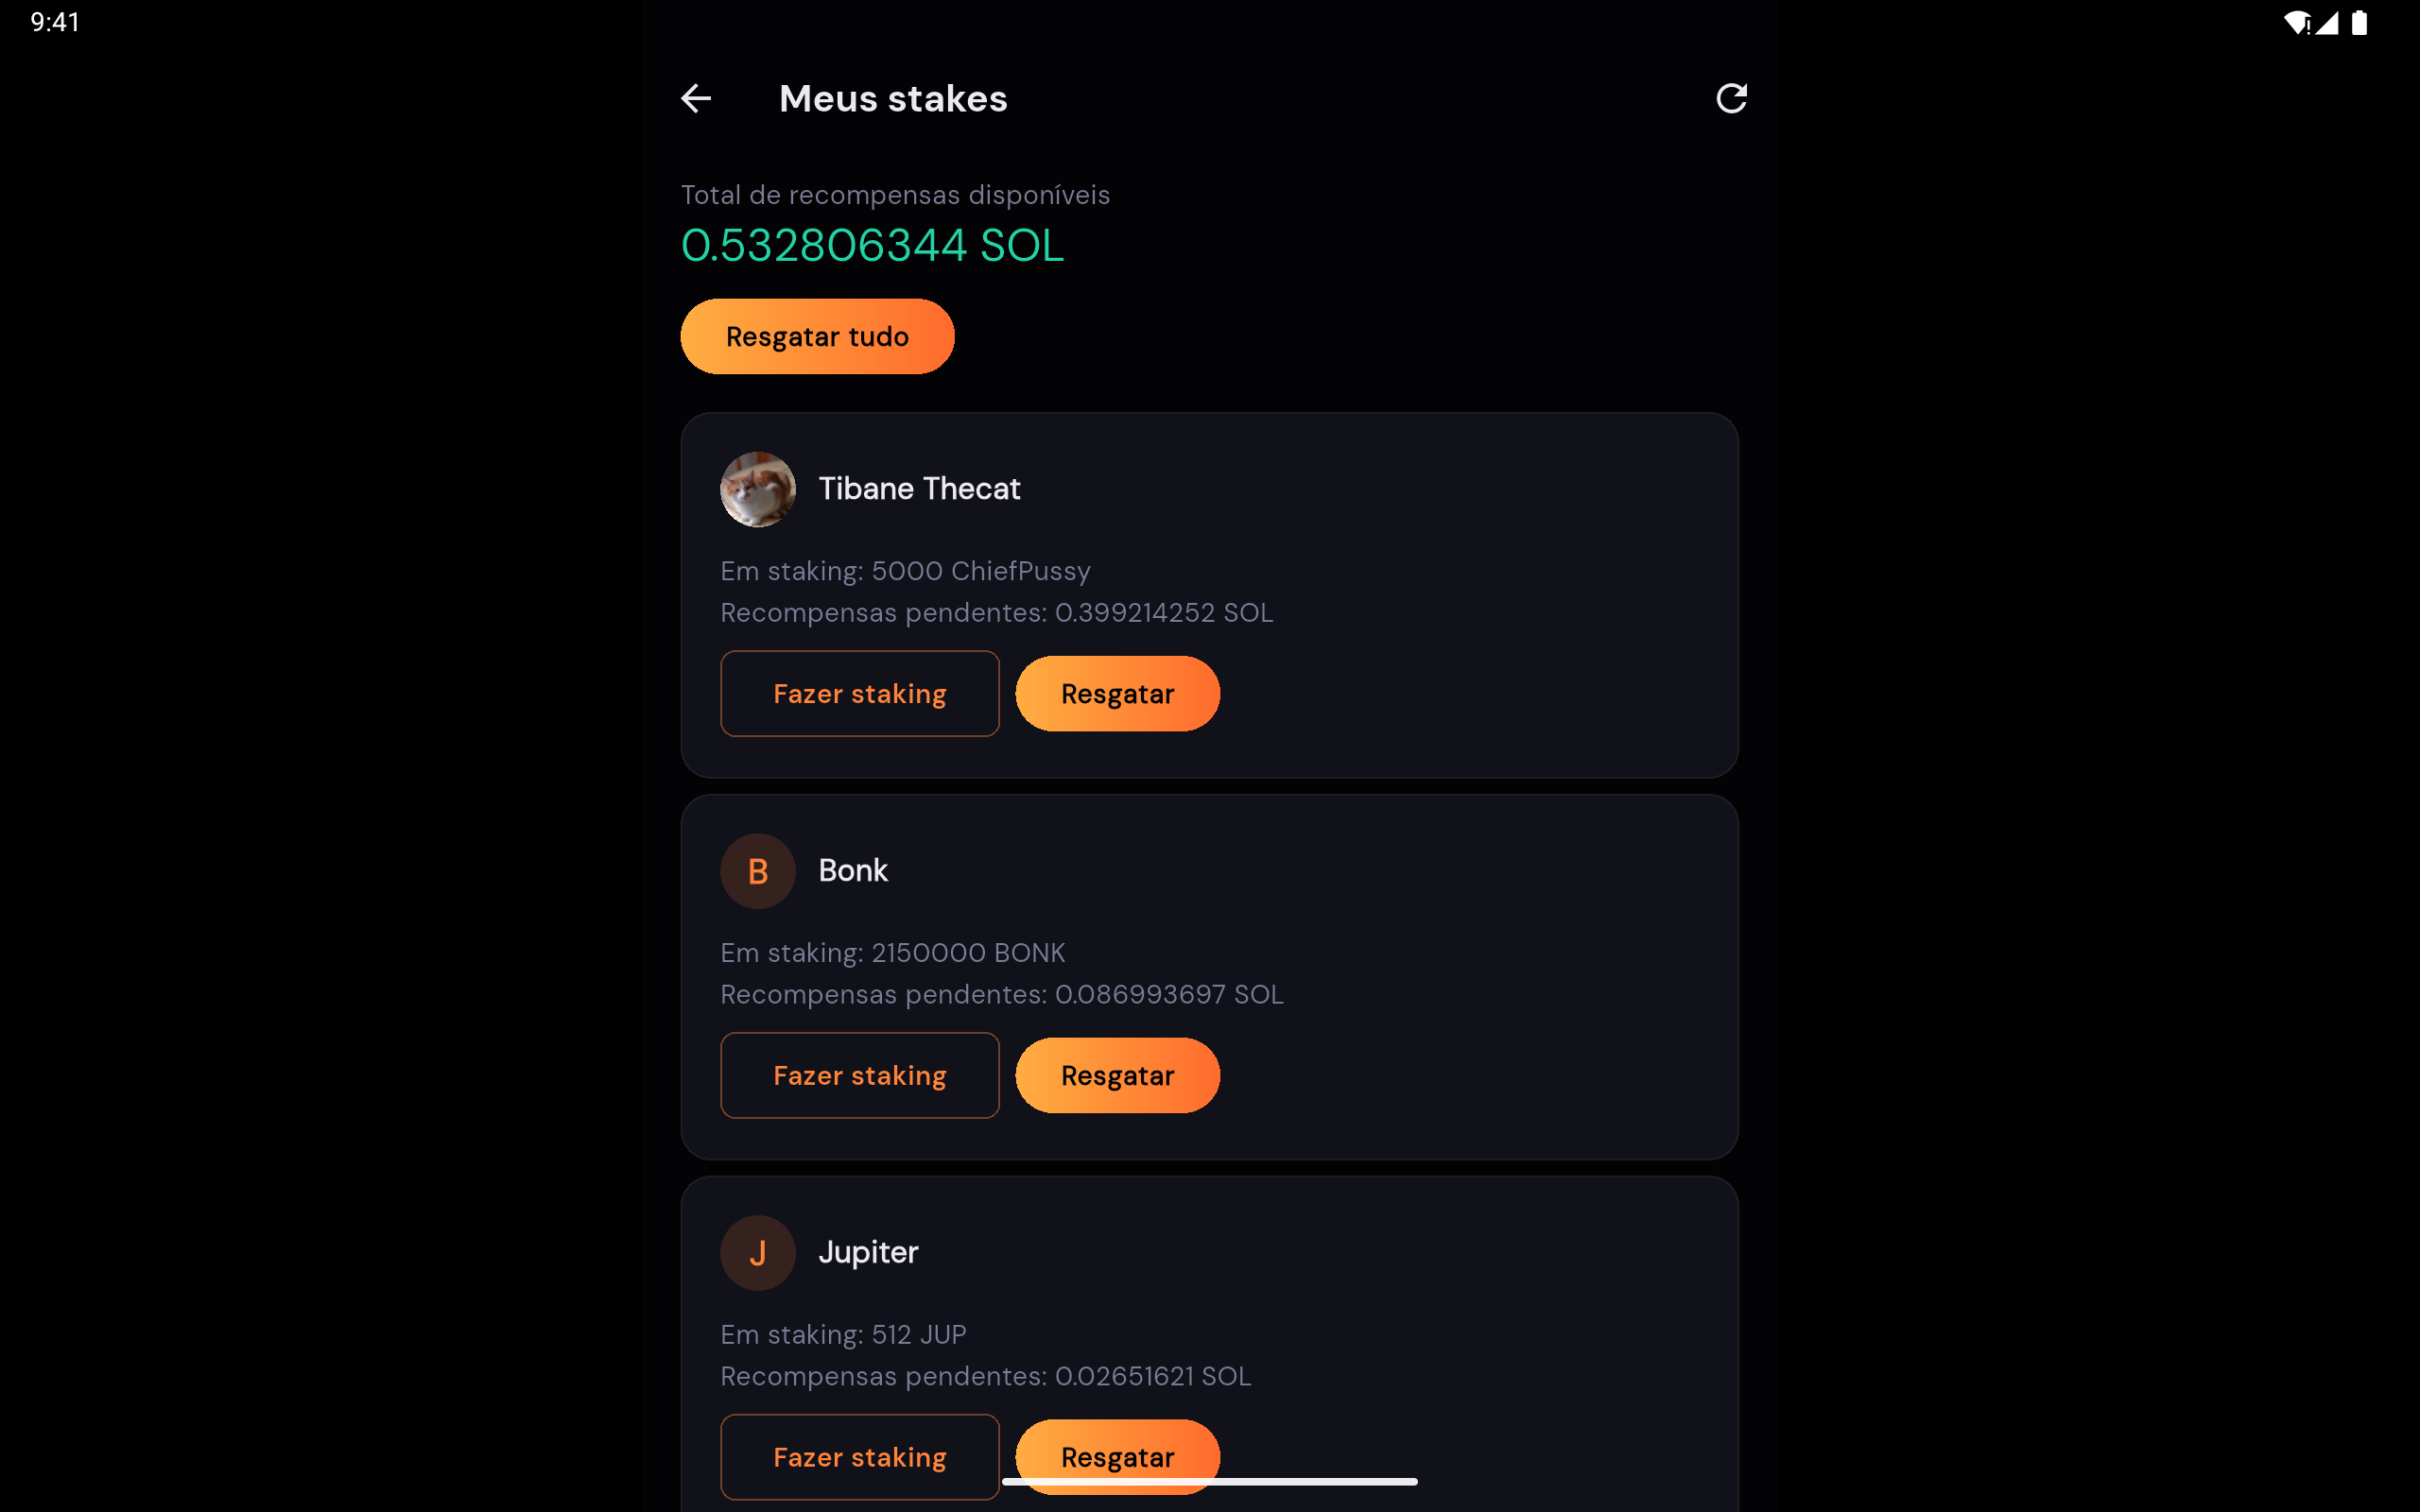 9:41
Meus stakes
Total de recompensas disponíveis
0.532806344 SOL
Resgatar tudo
Tibane Thecat
Em staking: 5000 ChiefPussy
Recompensas pendentes: 0.399214252 SOL
Fazer staking
Resgatar
B
Bonk
Em staking: 2150000 BONK
Recompensas pendentes: 0.086993697 SOL
Fazer staking
Resgatar
J
Jupiter
Em staking: 512 JUP
Recompensas pendentes: 0.02651621 SOL
Fazer staking
Resgatar